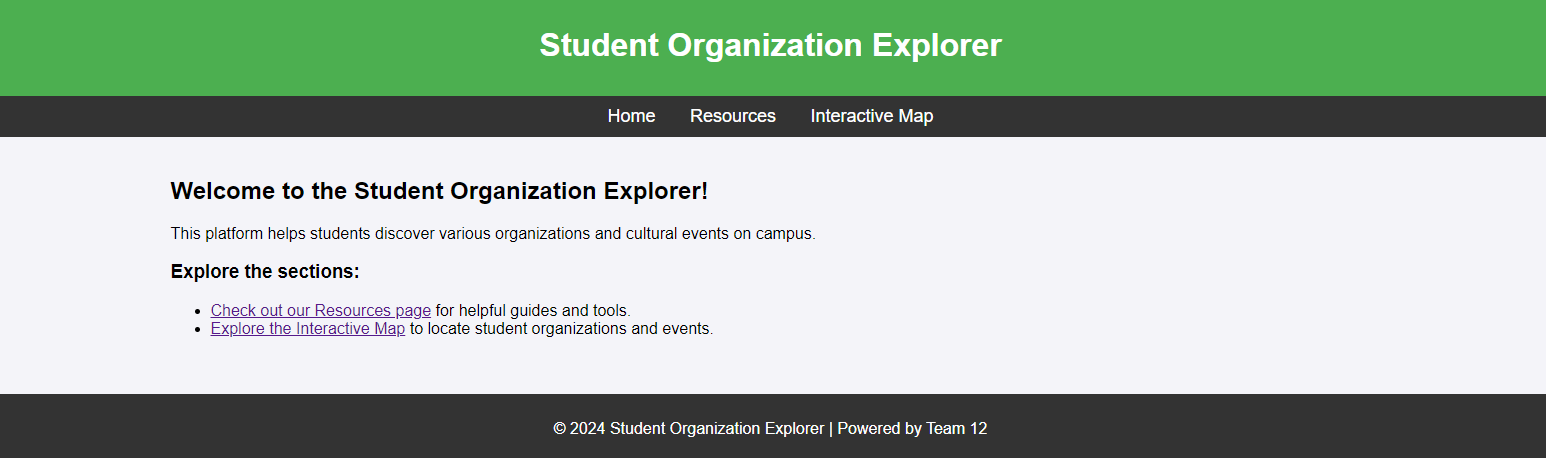 Student Organization Explorer
Home Resources Interactive Map
Welcome to the Student Organization Explorer!
This platform helps students discover various organizations and cultural events on campus.
Explore the sections:
Check out our Resources page for helpful guides and tools.
Explore the Interactive Map to locate student organizations and events.
© 2024 Student Organization Explorer | Powered by Team 12